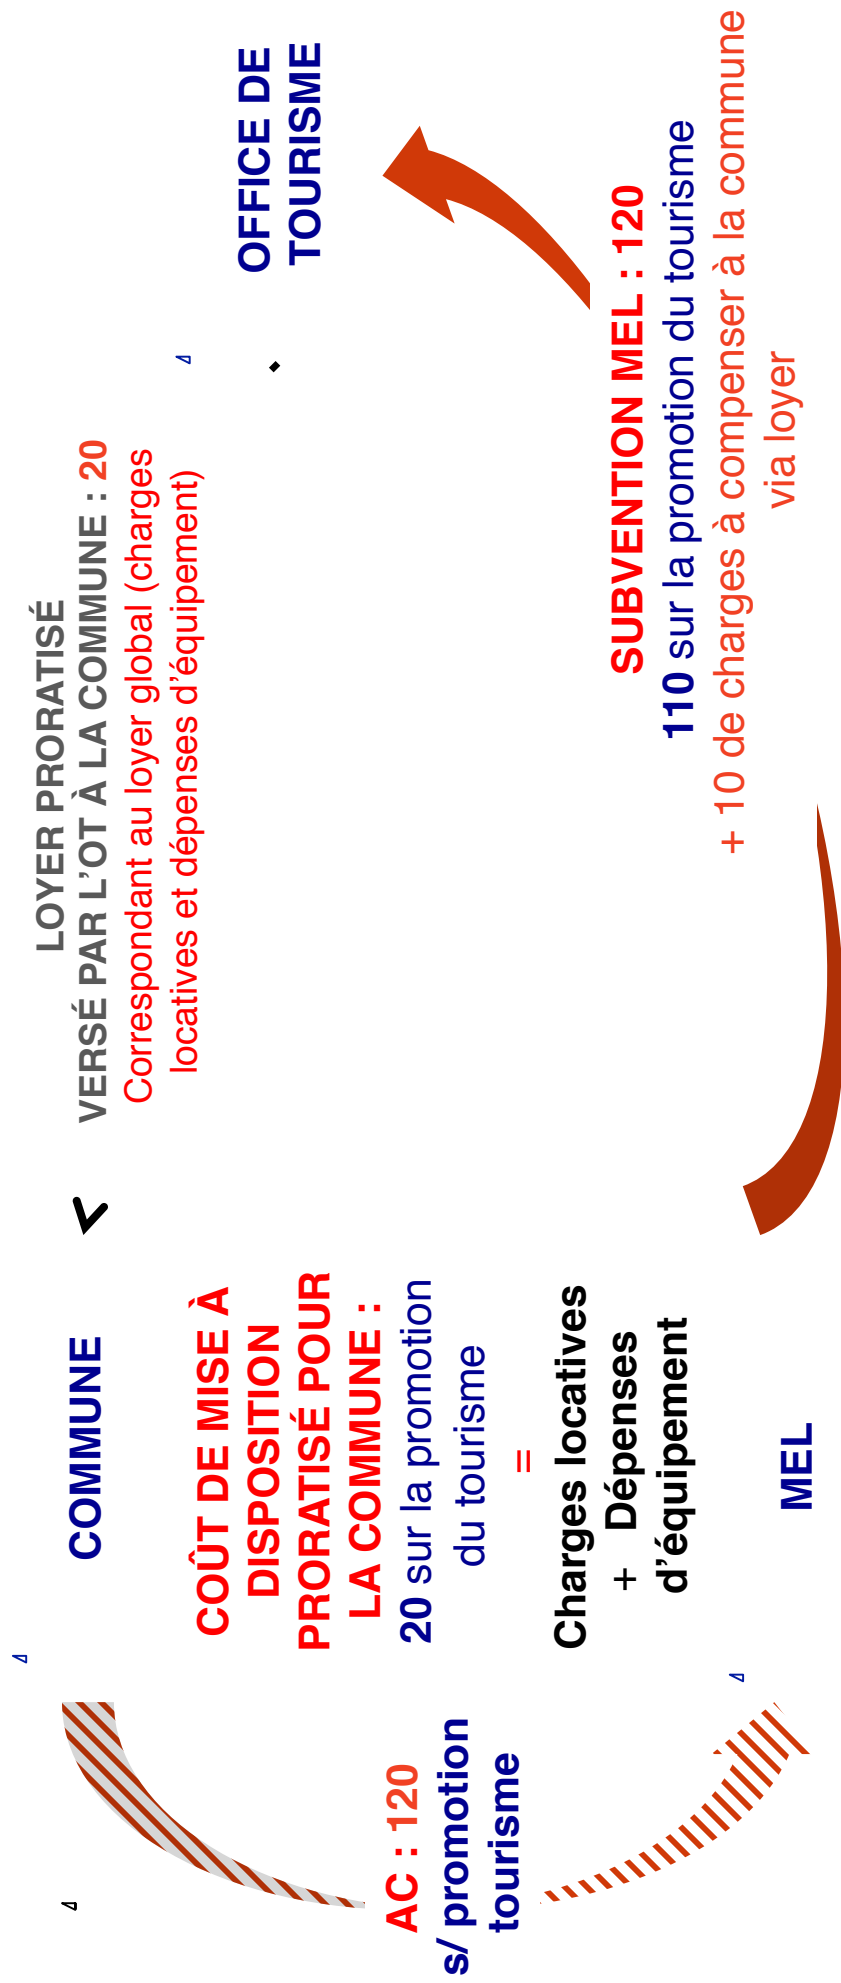 LOYER PRORATISÉ
VERSÉ PAR L'OT À LA COMMUNE : 20
Correspondant au loyer global (charges
locatives et dépenses d'équipement)
OFFICE DE
TOURISME
COMMUNE
COÛT DE MISE À
DISPOSITION
PRORATISÉ POUR
LA COMMUNE :
20 sur la promotion
du tourisme
=
Charges locatives
+ Dépenses
d'équipement
AC : 120
s/ promotion
tourisme
MEL
SUBVENTION MEL : 120
110 sur la promotion du tourisme
+ 10 de charges à compenser à la commune
via loyer